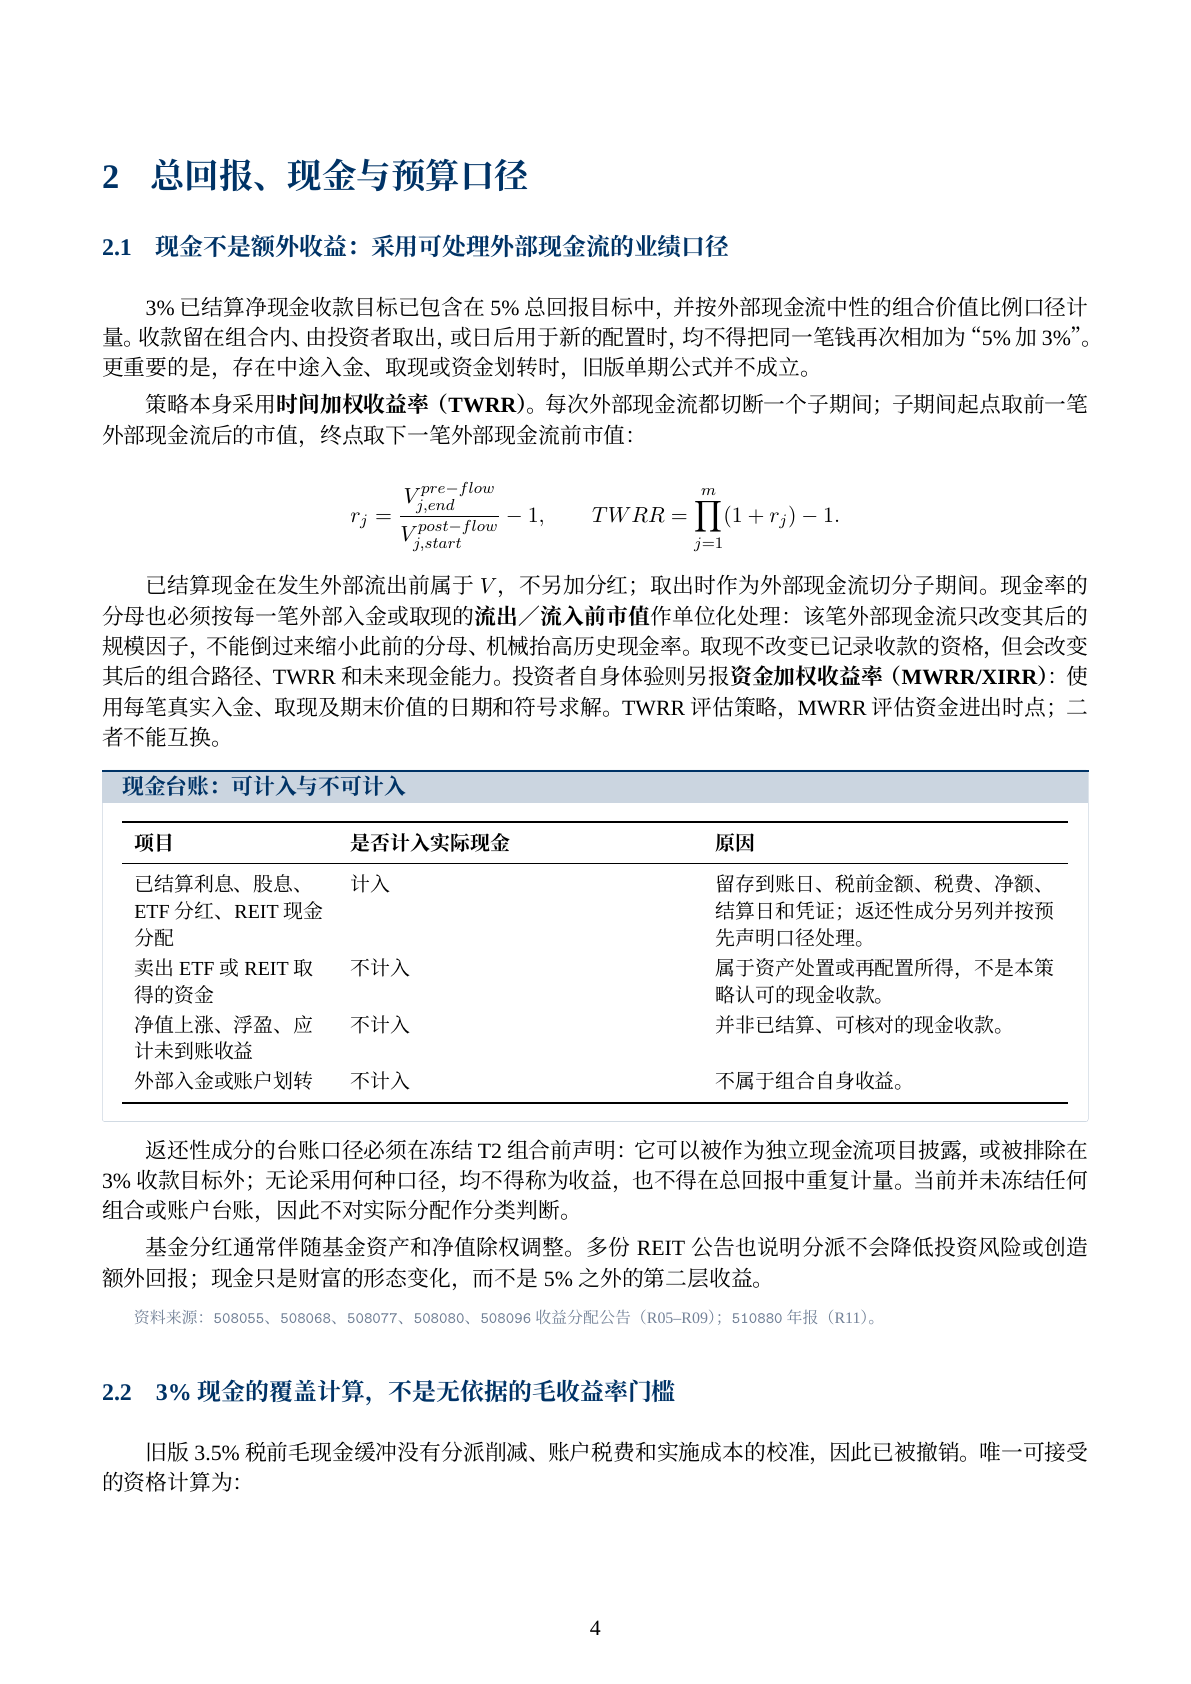 2 总回报、现金与预算口径
2.1 现金不是额外收益：采用可处理外部现金流的业绩口径
3% 已结算净现金收款目标已包含在 5% 总回报目标中，并按外部现金流中性的组合价值比例口径计
量。收款留在组合内、由投资者取出，或日后用于新的配置时，均不得把同一笔钱再次相加为 “5% 加 3%”。
更重要的是，存在中途入金、取现或资金划转时，旧版单期公式并不成立。
策略本身采用时间加权收益率（TWRR）。每次外部现金流都切断一个子期间；子期间起点取前一笔
外部现金流后的市值，终点取下一笔外部现金流前市值：
r_j = V_{j,end}^{pre-flow} / V_{j,start}^{post-flow} − 1, TWRR = ∏_{j=1}^{m} (1 + r_j) − 1.
已结算现金在发生外部流出前属于 V，不另加分红；取出时作为外部现金流切分子期间。现金率的
分母也必须按每一笔外部入金或取现的流出／流入前市值作单位化处理：该笔外部现金流只改变其后的
规模因子，不能倒过来缩小此前的分母、机械抬高历史现金率。取现不改变已记录收款的资格，但会改变
其后的组合路径、TWRR 和未来现金能力。投资者自身体验则另报资金加权收益率（MWRR/XIRR）：使
用每笔真实入金、取现及期末价值的日期和符号求解。TWRR 评估策略，MWRR 评估资金进出时点；二
者不能互换。
现金台账：可计入与不可计入
项目 是否计入实际现金 原因
已结算利息、股息、 计入 留存到账日、税前金额、税费、净额、
ETF 分红、REIT 现金 结算日和凭证；返还性成分另列并按预
分配 先声明口径处理。
卖出 ETF 或 REIT 取 不计入 属于资产处置或再配置所得，不是本策
得的资金 略认可的现金收款。
净值上涨、浮盈、应 不计入 并非已结算、可核对的现金收款。
计未到账收益
外部入金或账户划转 不计入 不属于组合自身收益。
返还性成分的台账口径必须在冻结 T2 组合前声明：它可以被作为独立现金流项目披露，或被排除在
3% 收款目标外；无论采用何种口径，均不得称为收益，也不得在总回报中重复计量。当前并未冻结任何
组合或账户台账，因此不对实际分配作分类判断。
基金分红通常伴随基金资产和净值除权调整。多份 REIT 公告也说明分派不会降低投资风险或创造
额外回报；现金只是财富的形态变化，而不是 5% 之外的第二层收益。
资料来源：508055、508068、508077、508080、508096 收益分配公告（R05–R09）；510880 年报（R11）。
2.2 3% 现金的覆盖计算，不是无依据的毛收益率门槛
旧版 3.5% 税前毛现金缓冲没有分派削减、账户税费和实施成本的校准，因此已被撤销。唯一可接受
的资格计算为：
4